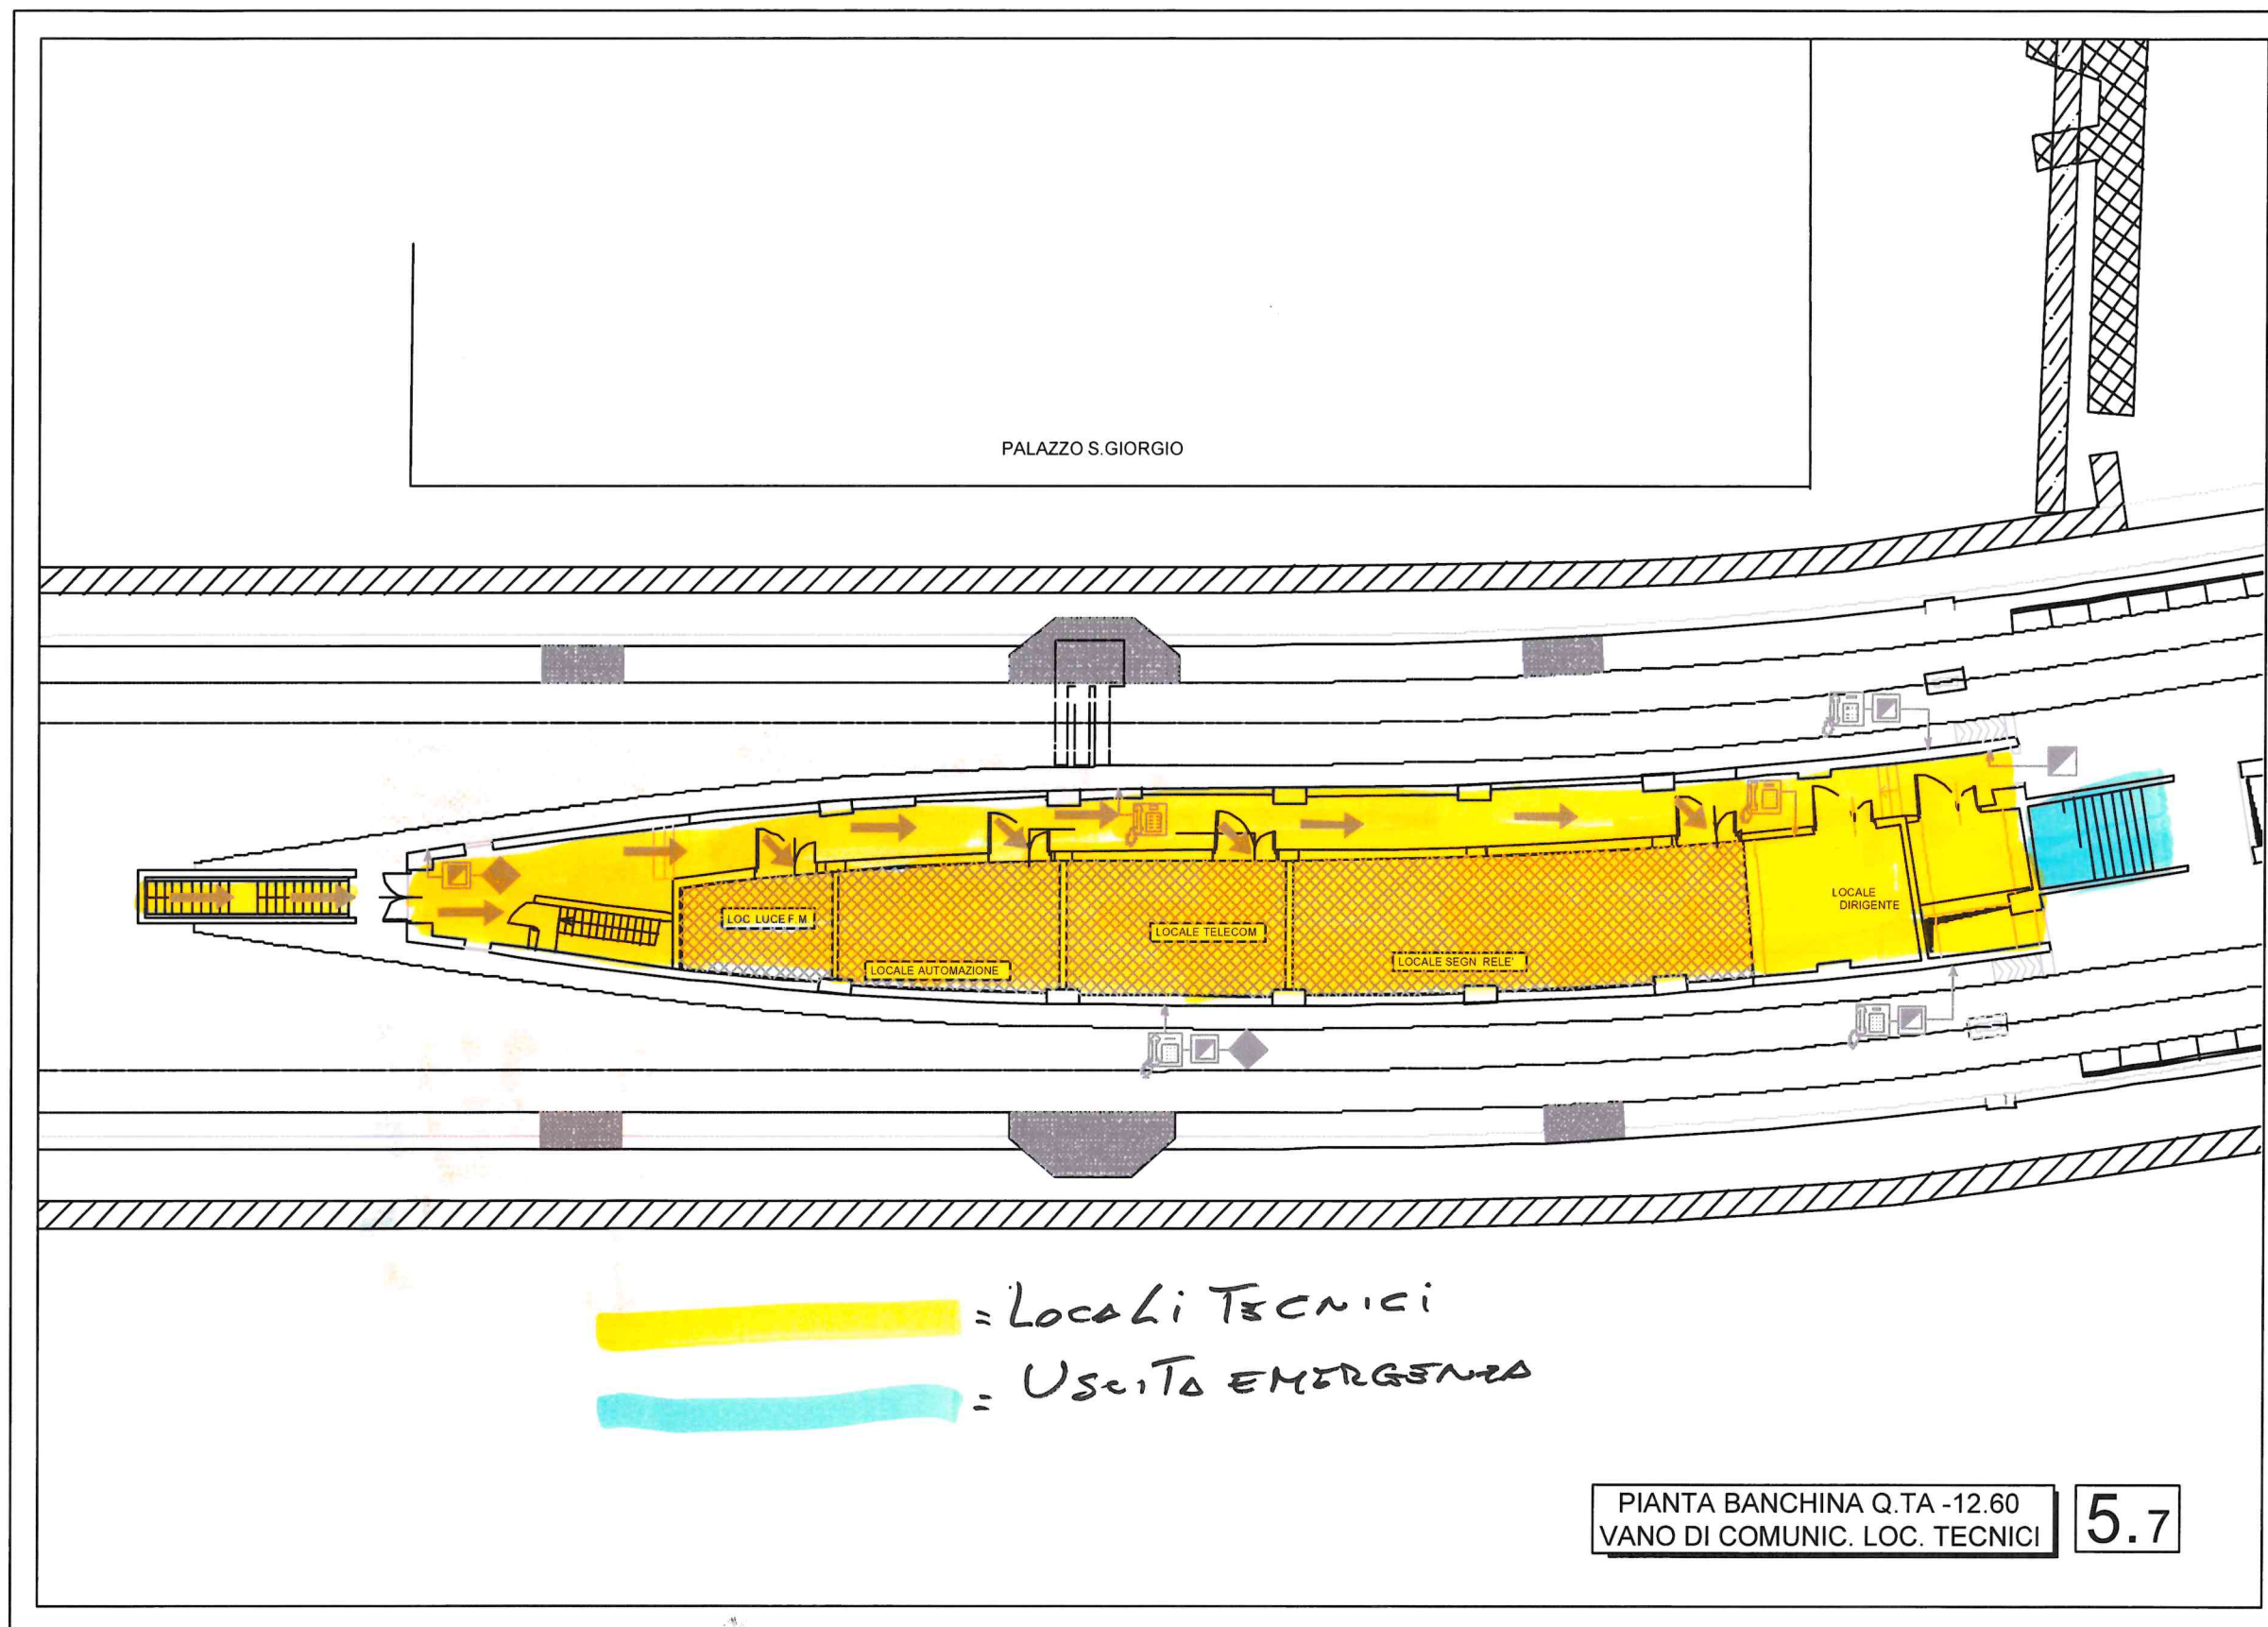 PALAZZO S.GIORGIO
LOC LUCE F.M
LOCALE AUTOMAZIONE
LOCALE TELECOM
LOCALE SEGN RELE'
LOCALE
DIRIGENTE
= LOCALI TECNICI
= USCITA EMERGENZA
PIANTA BANCHINA Q.TA -12.60
VANO DI COMUNIC. LOC. TECNICI
5.7